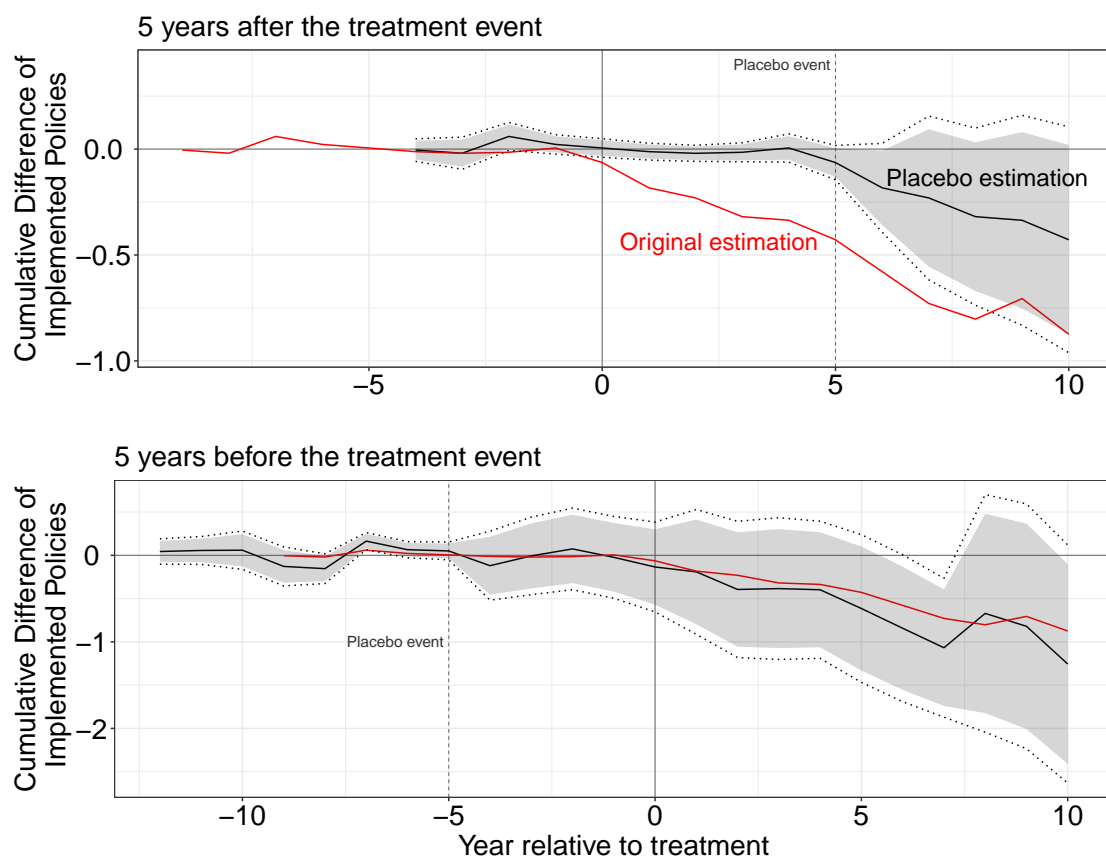 5 years after the treatment event
Cumulative Difference of
Implemented Policies
0.0
−0.5
−1.0
Placebo event
Placebo estimation
Original estimation
−5 0 5 10
5 years before the treatment event
Cumulative Difference of
Implemented Policies
0
−1
−2
Placebo event
−10 −5 0 5 10
Year relative to treatment